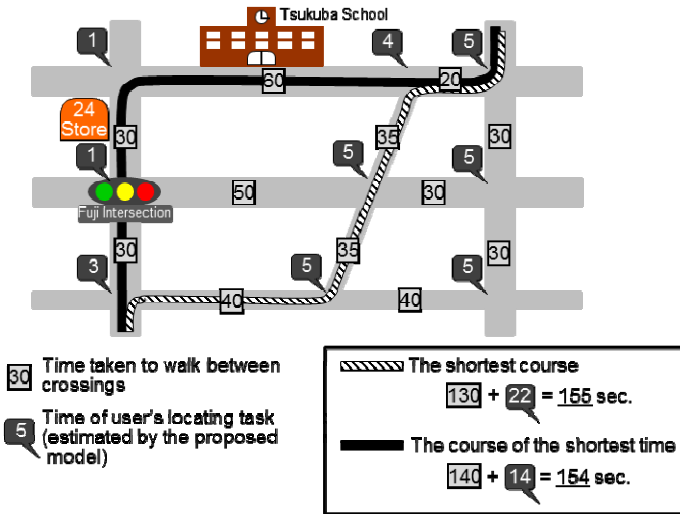 Tsukuba School
1
4
5
60
20
24
Store
30
35
30
1
5
5
50
30
Fuji Intersection
30
35
30
3
5
5
40
40
30 Time taken to walk between
crossings
5 Time of user's locating task
(estimated by the proposed
model)
The shortest course
130 + 22 = 155 sec.
The course of the shortest time
140 + 14 = 154 sec.